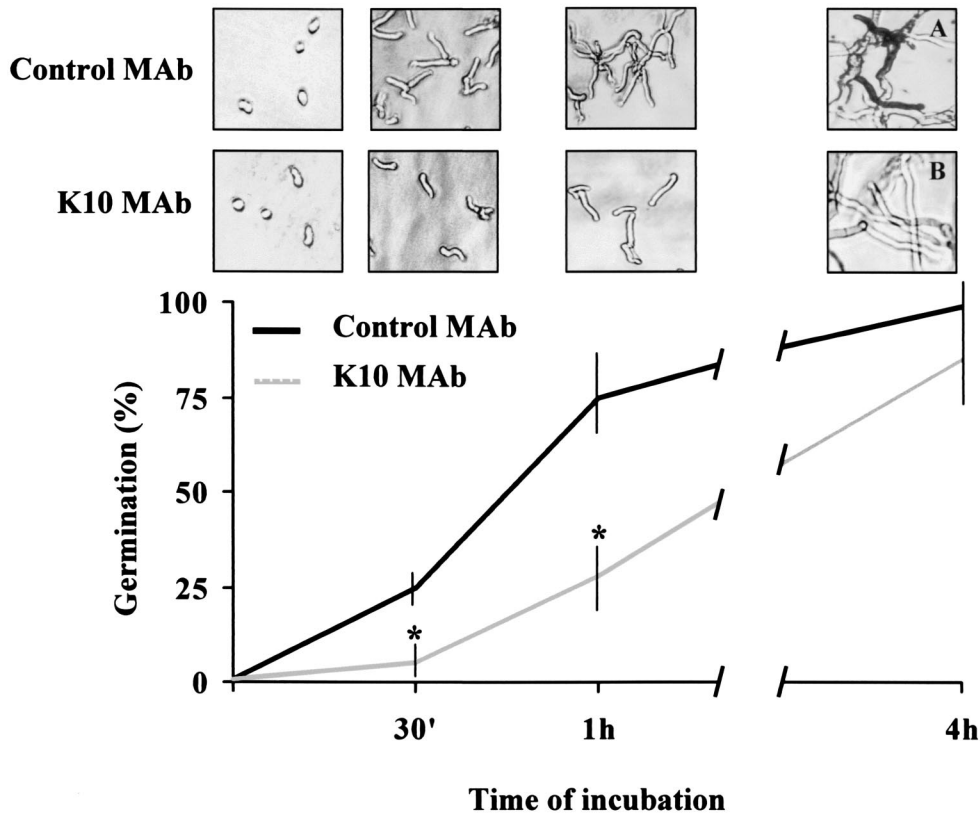 Control MAb
A
K10 MAb
B
100
75
50
25
0
Germination (%)
Control MAb
K10 MAb
*
*
30'
1h
4h
Time of incubation